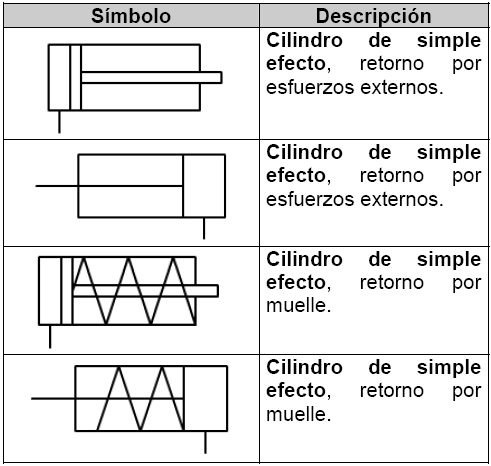 Símbolo Descripción
Cilindro de simple
efecto, retorno por
esfuerzos externos.
Cilindro de simple
efecto, retorno por
esfuerzos externos.
Cilindro de simple
efecto, retorno por
muelle.
Cilindro de simple
efecto, retorno por
muelle.